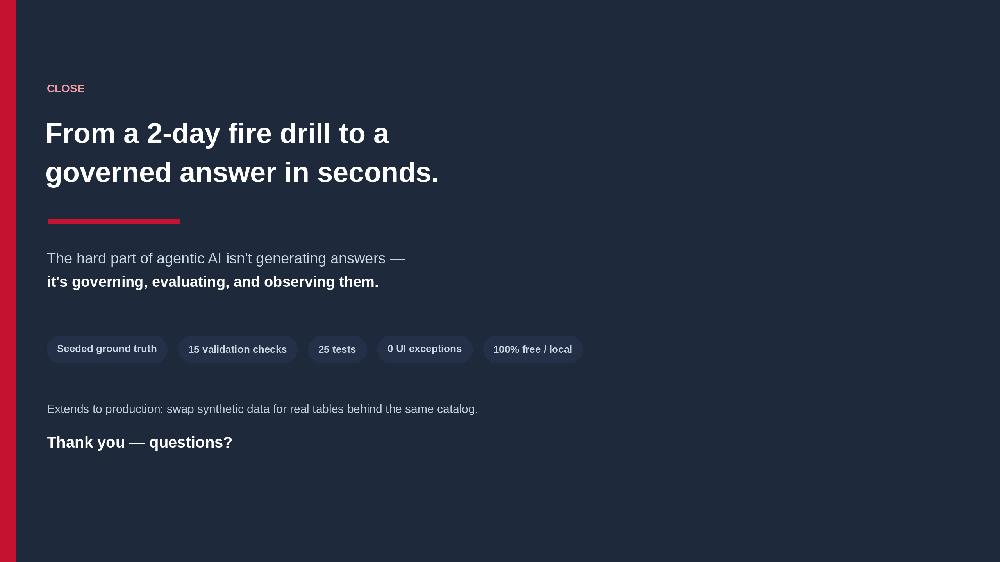 CLOSE
From a 2-day fire drill to a
governed answer in seconds.
The hard part of agentic AI isn't generating answers —
it's governing, evaluating, and observing them.
Seeded ground truth
15 validation checks
25 tests
0 UI exceptions
100% free / local
Extends to production: swap synthetic data for real tables behind the same catalog.
Thank you — questions?